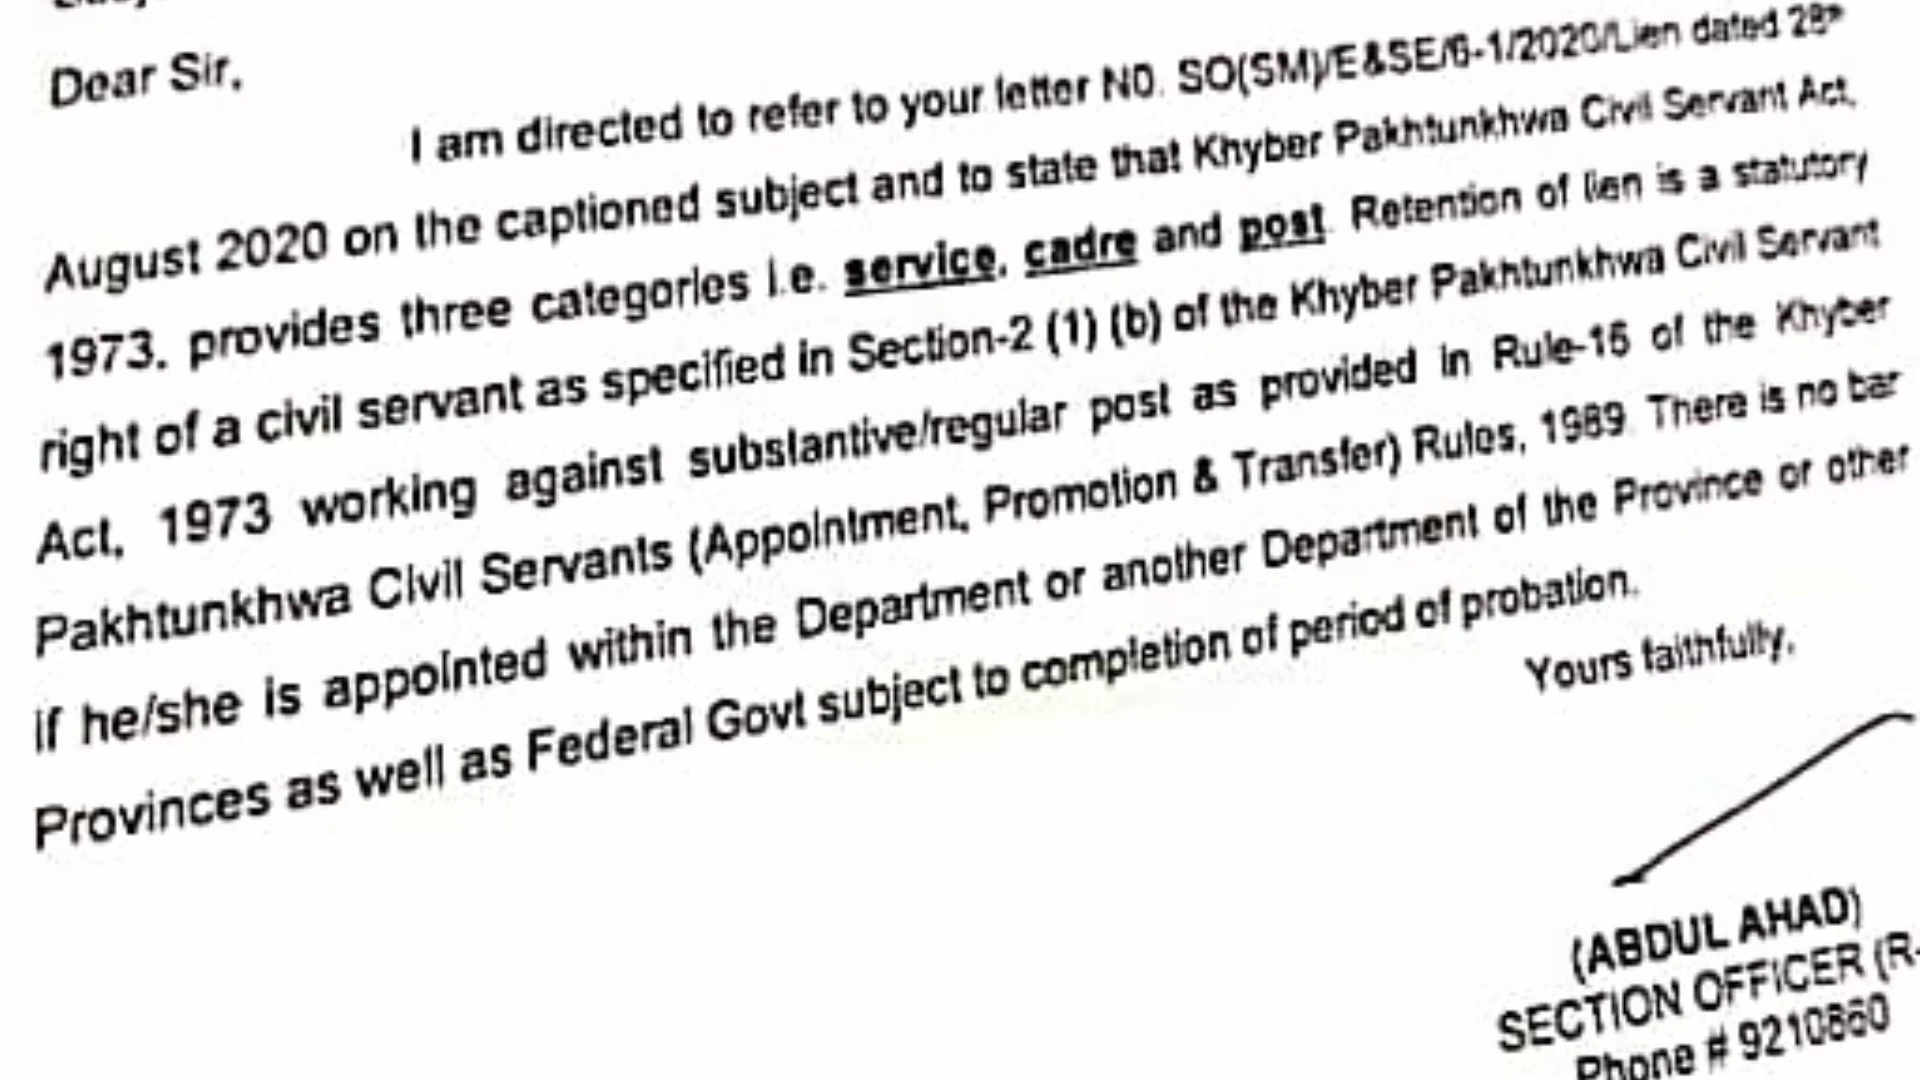 Dear Sir,
I am directed to refer to your letter NO. SO(SM)/E&SE/6-1/2020/Lien dated 28th
August 2020 on the captioned subject and to state that Khyber Pakhtunkhwa Civil Servant Act,
1973. provides three categories i.e. service, cadre and post. Retention of lien is a statutory
right of a civil servant as specified in Section-2 (1) (b) of the Khyber Pakhtunkhwa Civil Servant
Act, 1973 working against substantive/regular post as provided in Rule-16 of the Khyber
Pakhtunkhwa Civil Servants (Appointment, Promotion & Transfer) Rules, 1989. There is no bar
if he/she is appointed within the Department or another Department of the Province or other
Provinces as well as Federal Govt subject to completion of period of probation.
Yours faithfully,
(ABDUL AHAD)
SECTION OFFICER (R-
Phone # 9210860